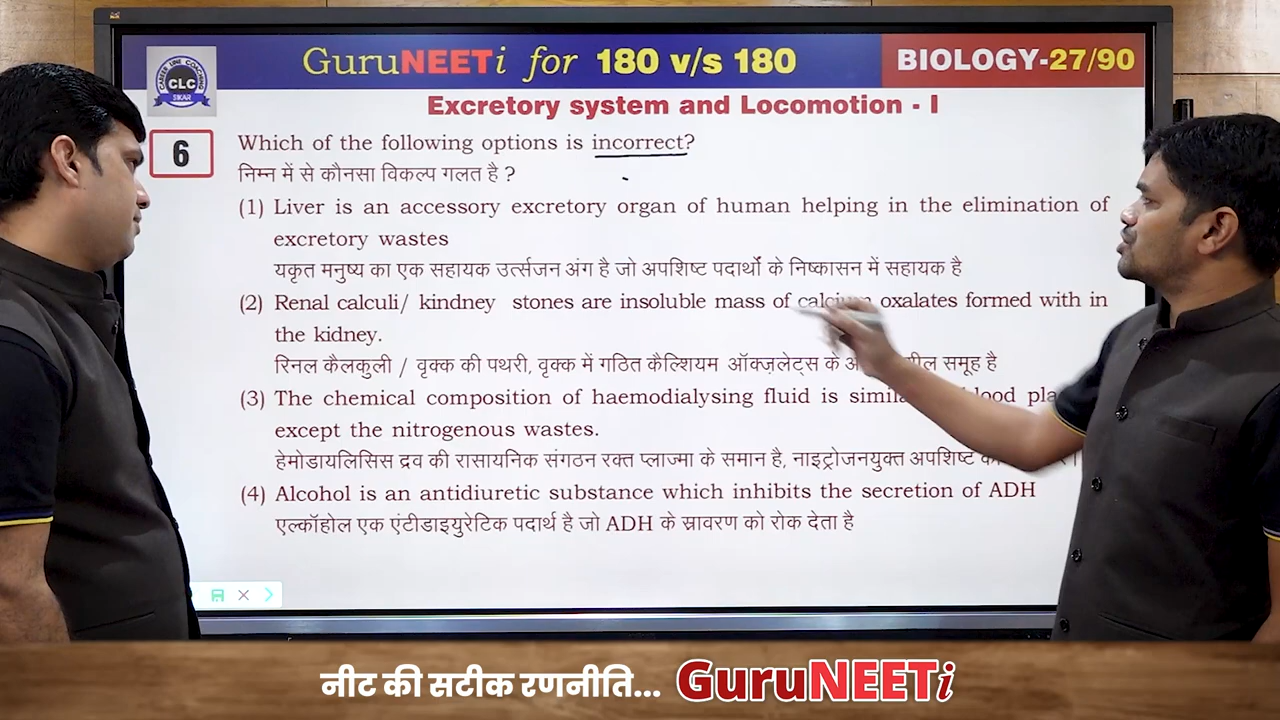 CAREER LINE COACHING
CLC
SIKAR
GuruNEETi for 180 v/s 180
BIOLOGY-27/90
Excretory system and Locomotion - I
6
Which of the following options is incorrect?
निम्न में से कौनसा विकल्प गलत है ?
(1) Liver is an accessory excretory organ of human helping in the elimination of
excretory wastes
यकृत मनुष्य का एक सहायक उर्त्सजन अंग है जो अपशिष्ट पदार्थों के निष्कासन में सहायक है
(2) Renal calculi/ kindney stones are insoluble mass of calcium oxalates formed with in
the kidney.
रिनल कैलकुली / वृक्क की पथरी, वृक्क में गठित कैल्शियम ऑक्ज़लेट्स के समूह है
(3) The chemical composition of haemodialysing fluid is
except the nitrogenous wastes.
हेमोडायलिसिस द्रव की रासायनिक संगठन रक्त प्लाज्मा के समान है, नाइट्रोजनयुक्त अपशिष्ट
(4) Alcohol is an antidiuretic substance which inhibits the secretion of ADH
एल्कॉहोल एक एंटीडाइयुरेटिक पदार्थ है जो ADH के स्रावरण को रोक देता है
नीट की सटीक रणनीति... GuruNEETi